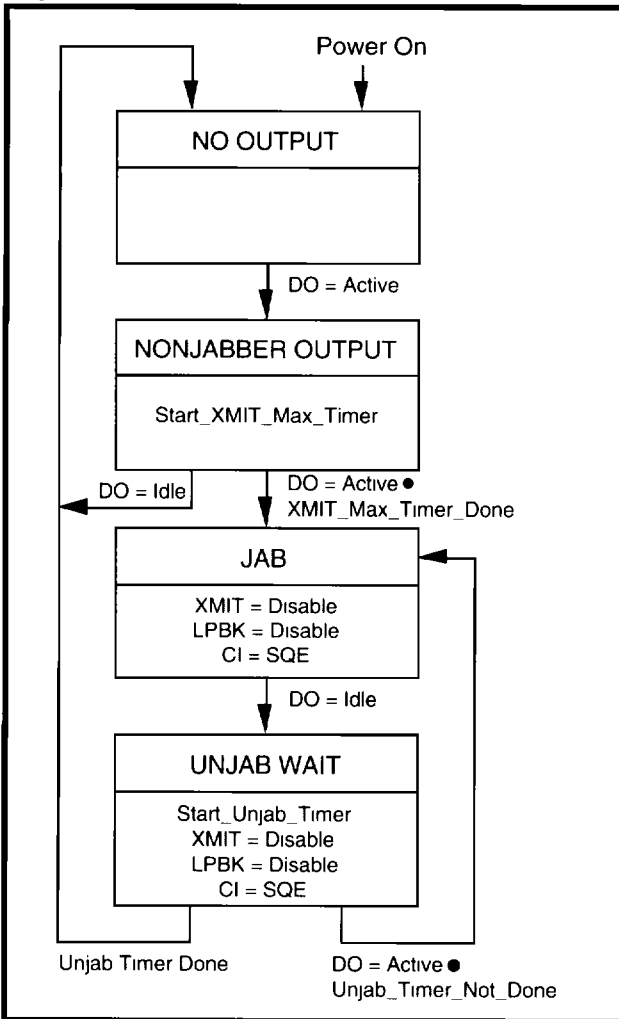 Power On
NO OUTPUT
DO = Active
NONJABBER OUTPUT
Start_XMIT_Max_Timer
DO = Idle
DO = Active ●
XMIT_Max_Timer_Done
JAB
XMIT = Disable
LPBK = Disable
CI = SQE
DO = Idle
UNJAB WAIT
Start_Unjab_Timer
XMIT = Disable
LPBK = Disable
CI = SQE
Unjab Timer Done
DO = Active ●
Unjab_Timer_Not_Done